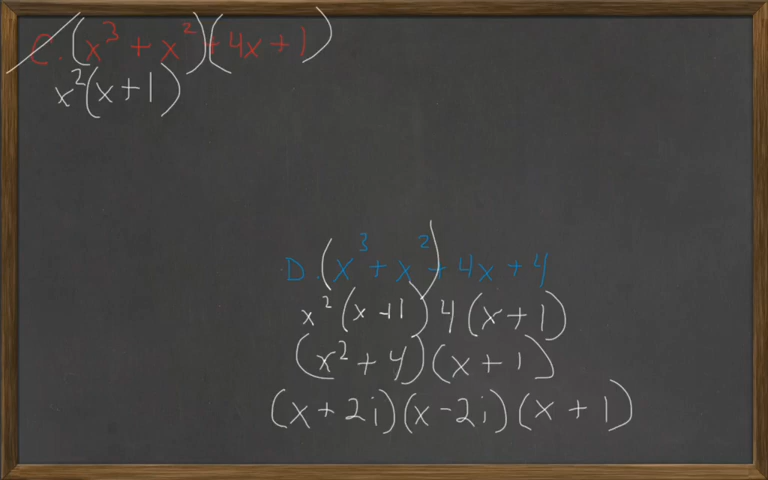 C. (x³ + x²)(+ 4x + 1)
x²(x + 1)
D. (x³ + x²) + 4x + 4
x²(x + 1) 4(x + 1)
(x² + 4)(x + 1)
(x + 2i)(x - 2i)(x + 1)